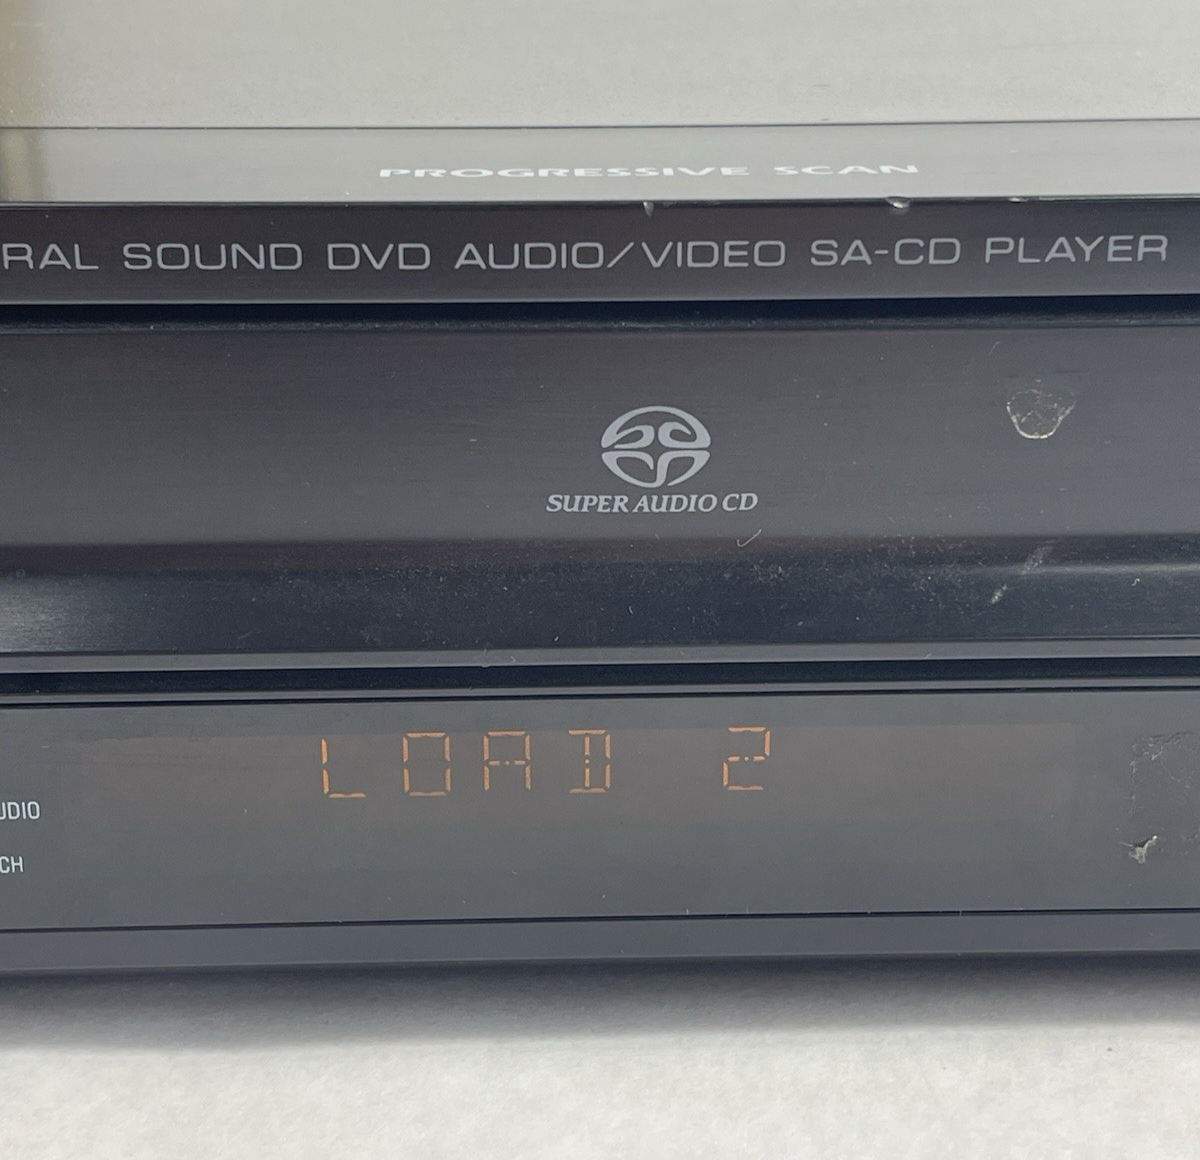 PROGRESSIVE SCAN
RAL SOUND DVD AUDIO/VIDEO SA-CD PLAYER
SUPER AUDIO CD
LOAD 2
UDIO
CH